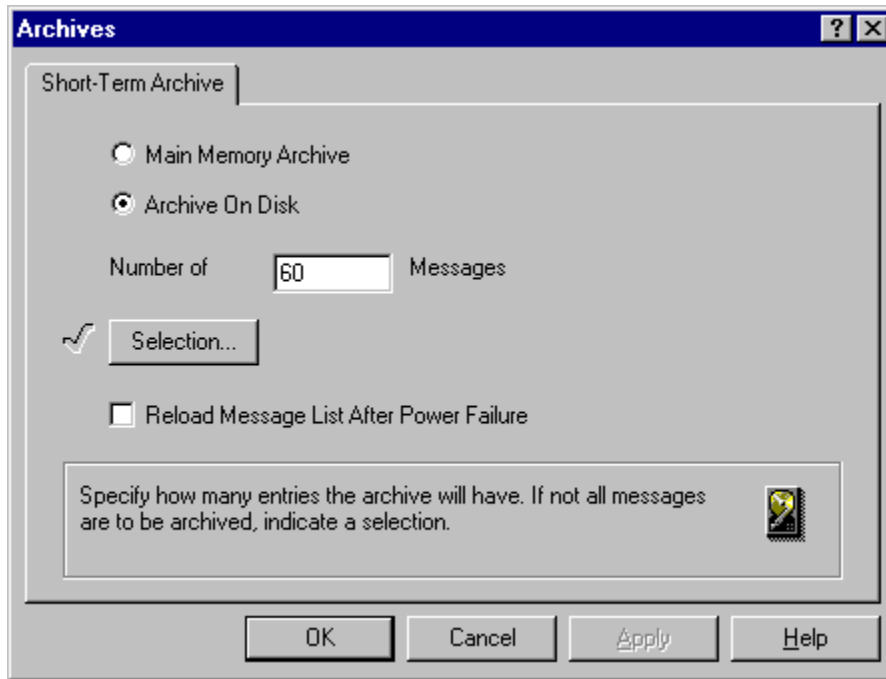 Archives
Short-Term Archive
Main Memory Archive
Archive On Disk
Number of 60 Messages
Selection...
Reload Message List After Power Failure
Specify how many entries the archive will have. If not all messages
are to be archived, indicate a selection.
OK Cancel Apply Help